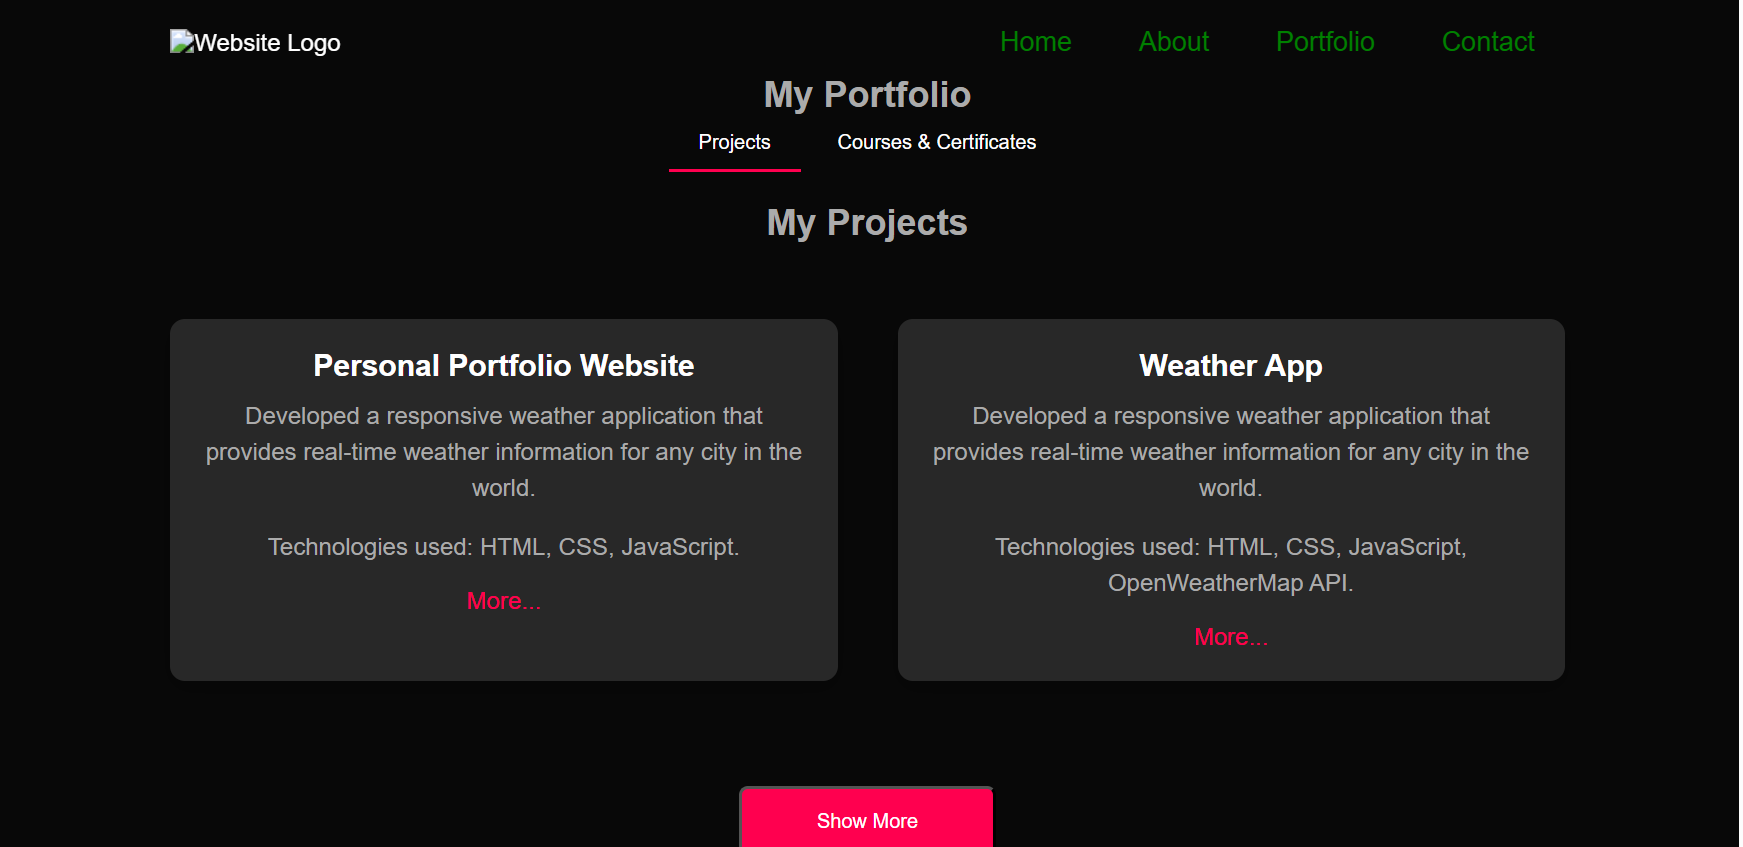 Website Logo
Home About Portfolio Contact
My Portfolio
Projects Courses & Certificates
My Projects
Personal Portfolio Website
Developed a responsive weather application that
provides real-time weather information for any city in the
world.
Technologies used: HTML, CSS, JavaScript.
More...
Weather App
Developed a responsive weather application that
provides real-time weather information for any city in the
world.
Technologies used: HTML, CSS, JavaScript,
OpenWeatherMap API.
More...
Show More